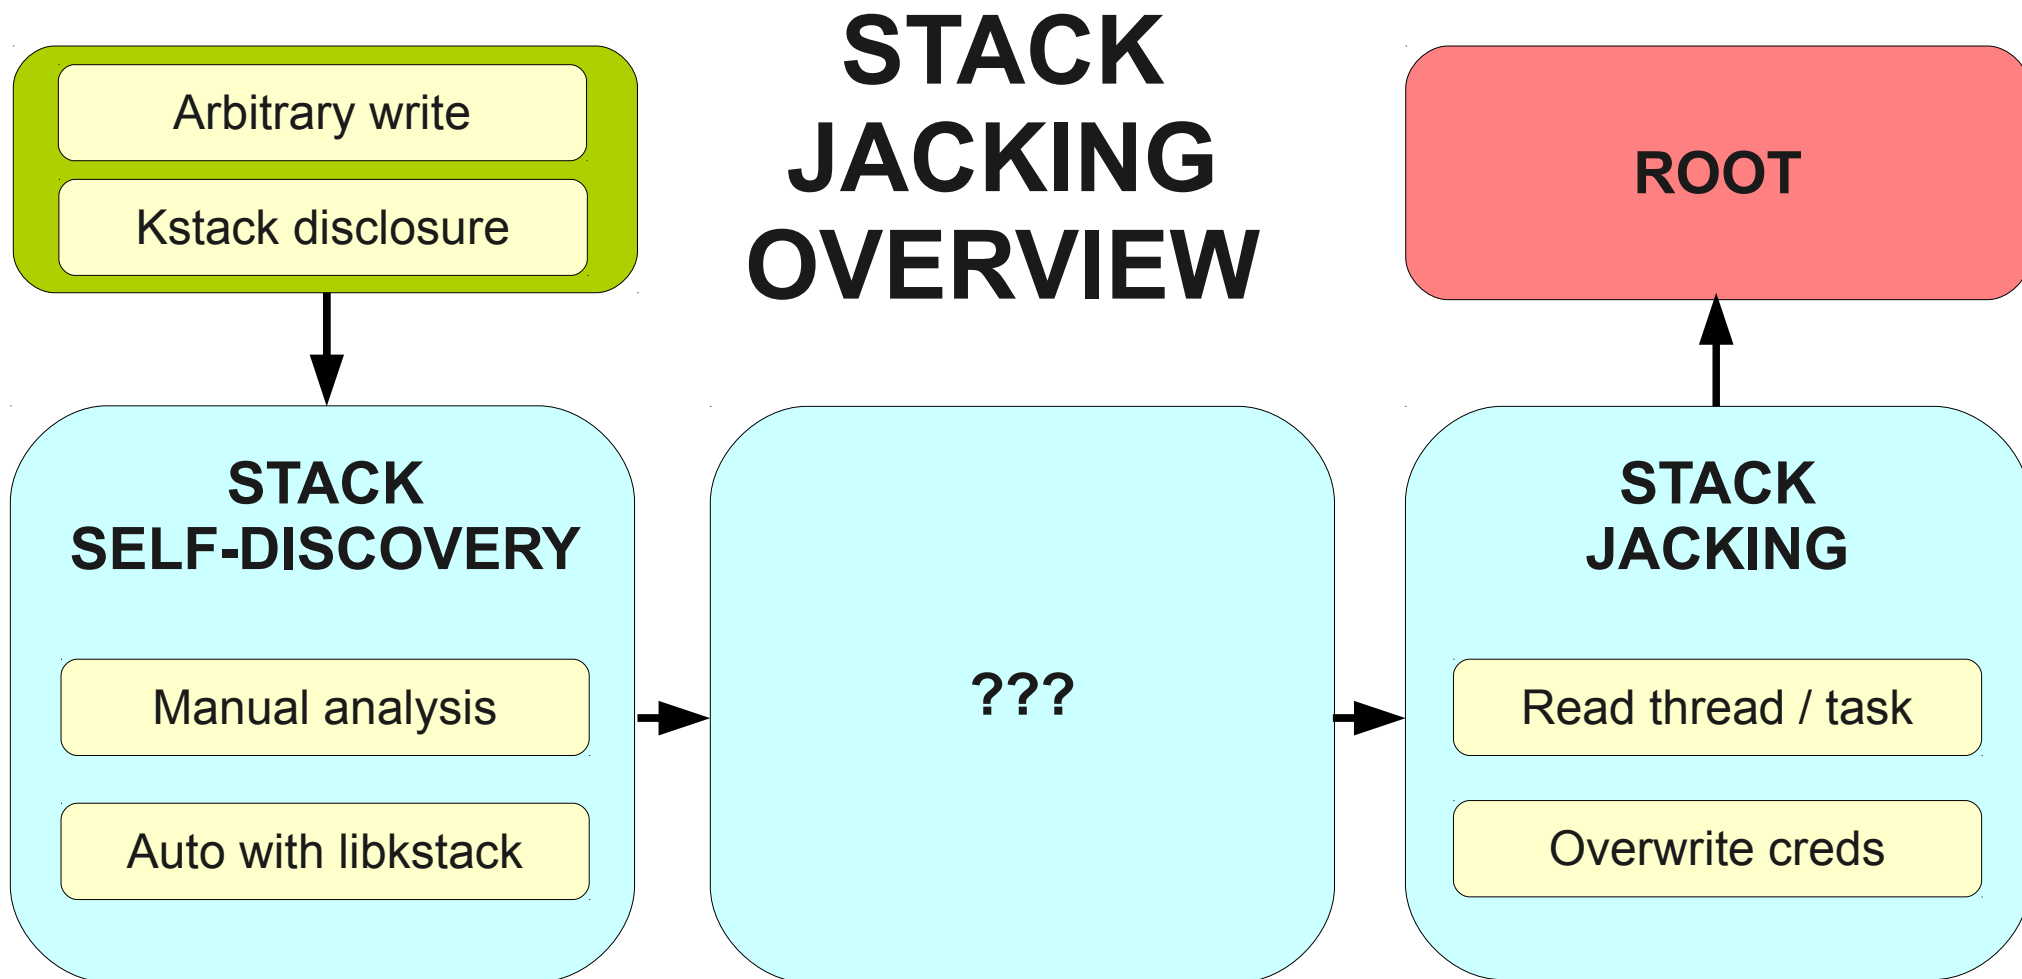 STACK
JACKING
OVERVIEW
Arbitrary write
Kstack disclosure
ROOT
STACK
SELF-DISCOVERY
Manual analysis
Auto with libkstack
???
STACK
JACKING
Read thread / task
Overwrite creds